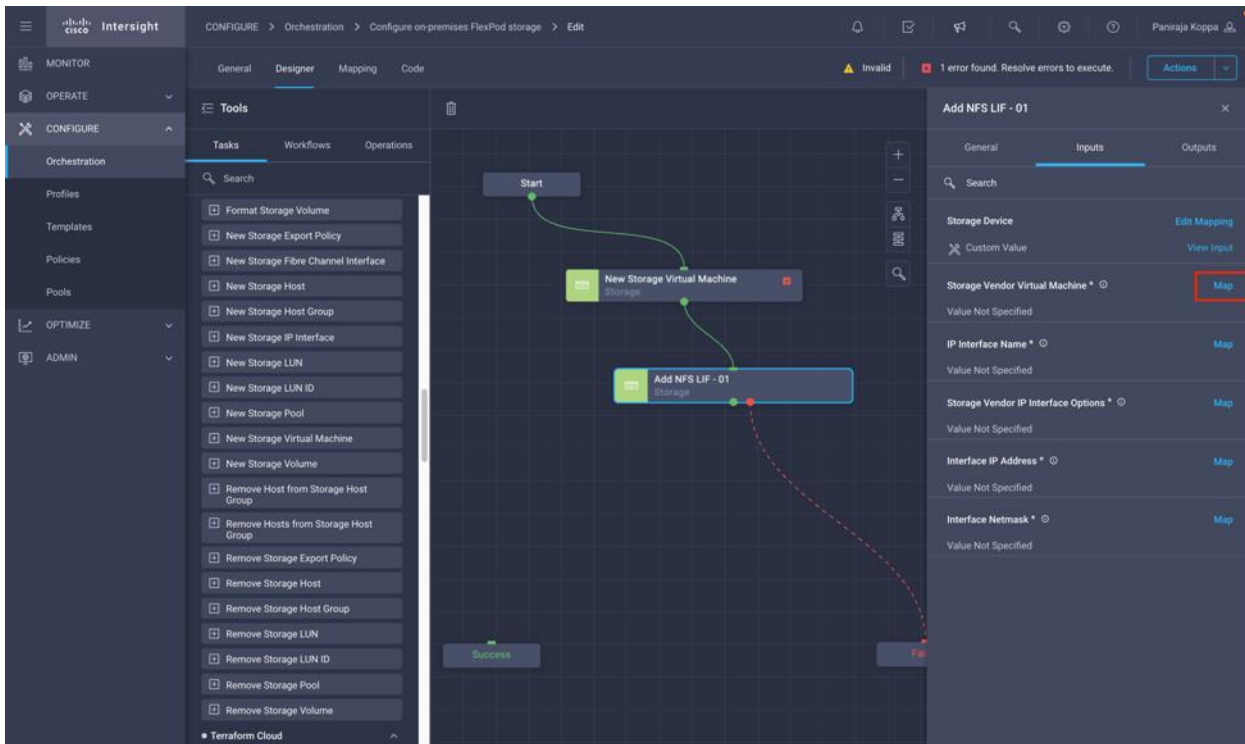 cisco Intersight
CONFIGURE > Orchestration > Configure on-premises FlexPod storage > Edit
Paniraja Koppa
MONITOR
OPERATE
CONFIGURE
Orchestration
Profiles
Templates
Policies
Pools
OPTIMIZE
ADMIN
General Designer Mapping Code
Invalid
1 error found. Resolve errors to execute.
Actions
Tools
Tasks Workflows Operations
Search
Format Storage Volume
New Storage Export Policy
New Storage Fibre Channel Interface
New Storage Host
New Storage Host Group
New Storage IP Interface
New Storage LUN
New Storage LUN ID
New Storage Pool
New Storage Virtual Machine
New Storage Volume
Remove Host from Storage Host
Group
Remove Hosts from Storage Host
Group
Remove Storage Export Policy
Remove Storage Host
Remove Storage Host Group
Remove Storage LUN
Remove Storage LUN ID
Remove Storage Pool
Remove Storage Volume
Terraform Cloud
Start
New Storage Virtual Machine
Storage
Add NFS LIF - 01
Storage
Success
Fai
Add NFS LIF - 01
General Inputs Outputs
Search
Storage Device Edit Mapping
Custom Value View Input
Storage Vendor Virtual Machine * Map
Value Not Specified
IP Interface Name * Map
Value Not Specified
Storage Vendor IP Interface Options * Map
Value Not Specified
Interface IP Address * Map
Value Not Specified
Interface Netmask * Map
Value Not Specified